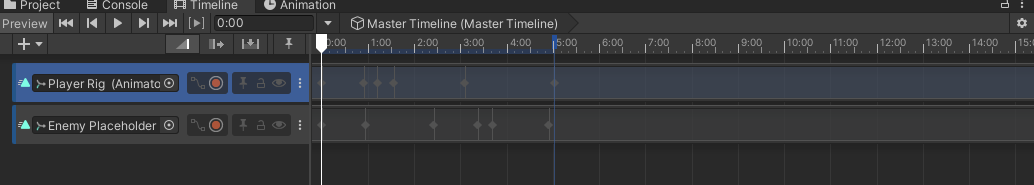 Project Console Timeline Animation
Preview 0:00 Master Timeline (Master Timeline)
0:00 1:00 2:00 3:00 4:00 5:00 6:00 7:00 8:00 9:00 10:00 11:00 12:00 13:00 14:00 15:0
Player Rig (Animato
Enemy Placeholder